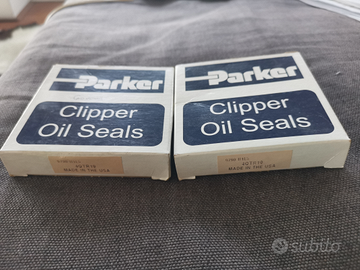 Parker
Clipper
Oil Seals
MADE IN THE USA
Parker
Clipper
Oil Seals
MADE IN THE USA
subito